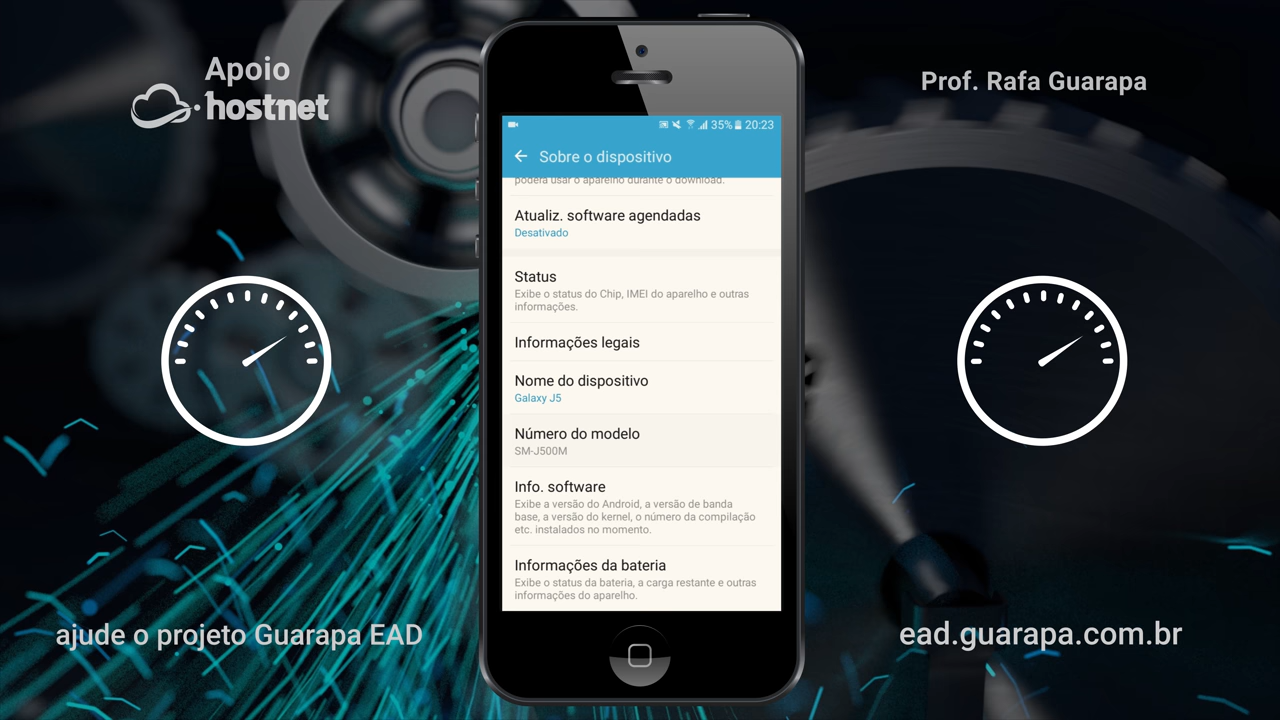 Apoio
hostnet
Prof. Rafa Guarapa
35% 20:23
Sobre o dispositivo
poderá usar o aparelho durante o download.
Atualiz. software agendadas
Desativado
Status
Exibe o status do Chip, IMEI do aparelho e outras
informações.
Informações legais
Nome do dispositivo
Galaxy J5
Número do modelo
SM-J500M
Info. software
Exibe a versão do Android, a versão de banda
base, a versão do kernel, o número da compilação
etc. instalados no momento.
Informações da bateria
Exibe o status da bateria, a carga restante e outras
informações do aparelho.
ajude o projeto Guarapa EAD
ead.guarapa.com.br